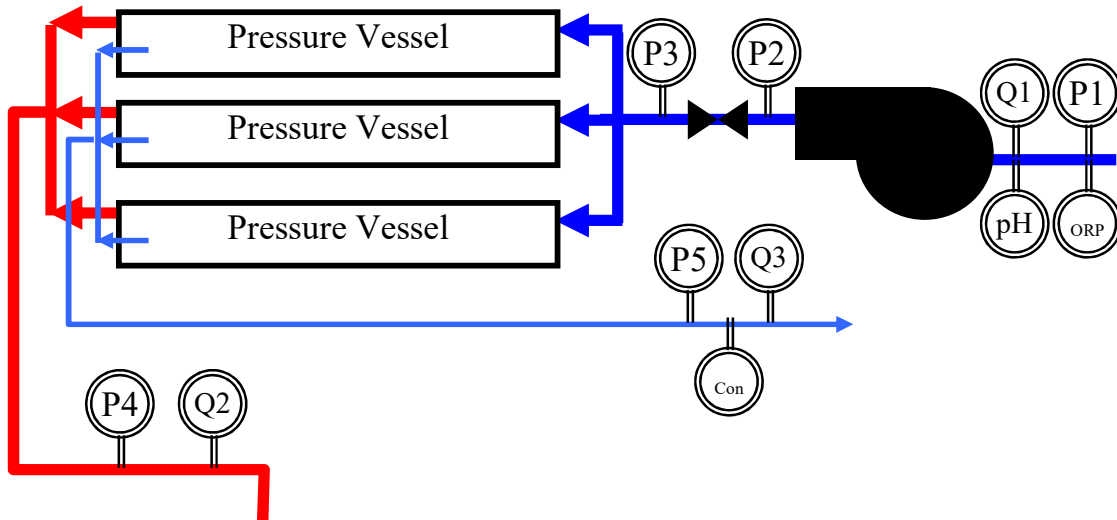 Pressure Vessel
P3
P2
Q1
P1
Pressure Vessel
Pressure Vessel
pH
ORP
P5
Q3
Con
P4
Q2